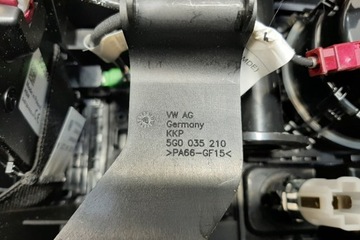 VW AG
Germany
KKP
5G0 035 210
>PA66-GF15<